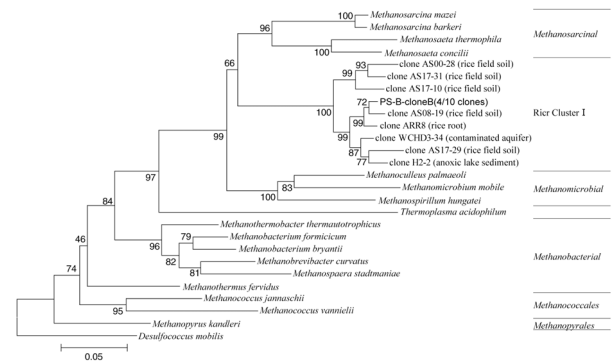 100 Methanosarcina mazei
Methanosarcina barkeri
96 Methanosarcinal
Methanosaeta thermophila
100 Methanosaeta concilii
66 93 clone AS00-28 (rice field soil)
99 clone AS17-31 (rice field soil)
clone AS17-10 (rice field soil)
100 72 PS-B-cloneB(4/10 clones) Ricr Cluster I
99 clone AS08-19 (rice field soil)
99 99 clone ARR8 (rice root)
clone WCHD3-34 (contaminated aquifer)
87 clone AS17-29 (rice field soil)
77 clone H2-2 (anoxic lake sediment)
97 Methanoculleus palmaeoli
83 Methanomicrobium mobile Methanomicrobial
100 Methanospirillum hungatei
84 Thermoplasma acidophilum
Methanothermobacter thermautotrophicus
96 79 Methanobacterium formicicum
46 Methanobacterium bryantii Methanobacterial
82 Methanobrevibacter curvatus
81 Methanospaera stadtmaniae
74 Methanothermus fervidus
Methanococcus jannaschii
95 Methanococcus vannielii Methanococcales
Methanopyrus kandleri Methanopyrales
Desulfococcus mobilis
0.05